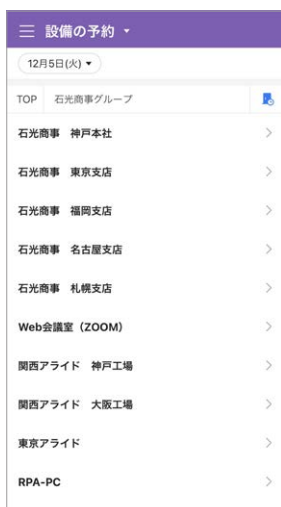 設備の予約
12月5日(火)
TOP 石光商事グループ
石光商事　神戸本社
石光商事　東京支店
石光商事　福岡支店
石光商事　名古屋支店
石光商事　札幌支店
Web会議室（ZOOM）
関西アライド　神戸工場
関西アライド　大阪工場
東京アライド
RPA-PC